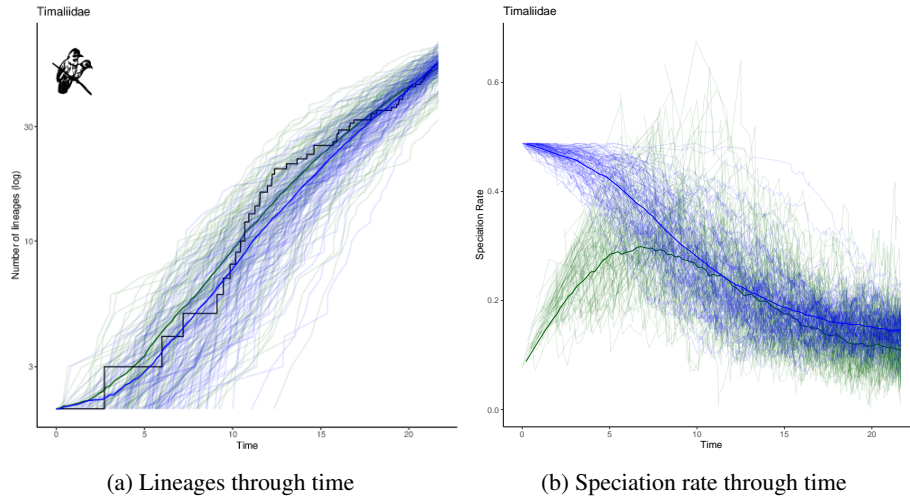 Timaliidae
Number of lineages (log)
30
10
3
0
5
10
15
20
Time
(a) Lineages through time
Timaliidae
Speciation Rate
0.6
0.4
0.2
0.0
0
5
10
15
20
Time
(b) Speciation rate through time